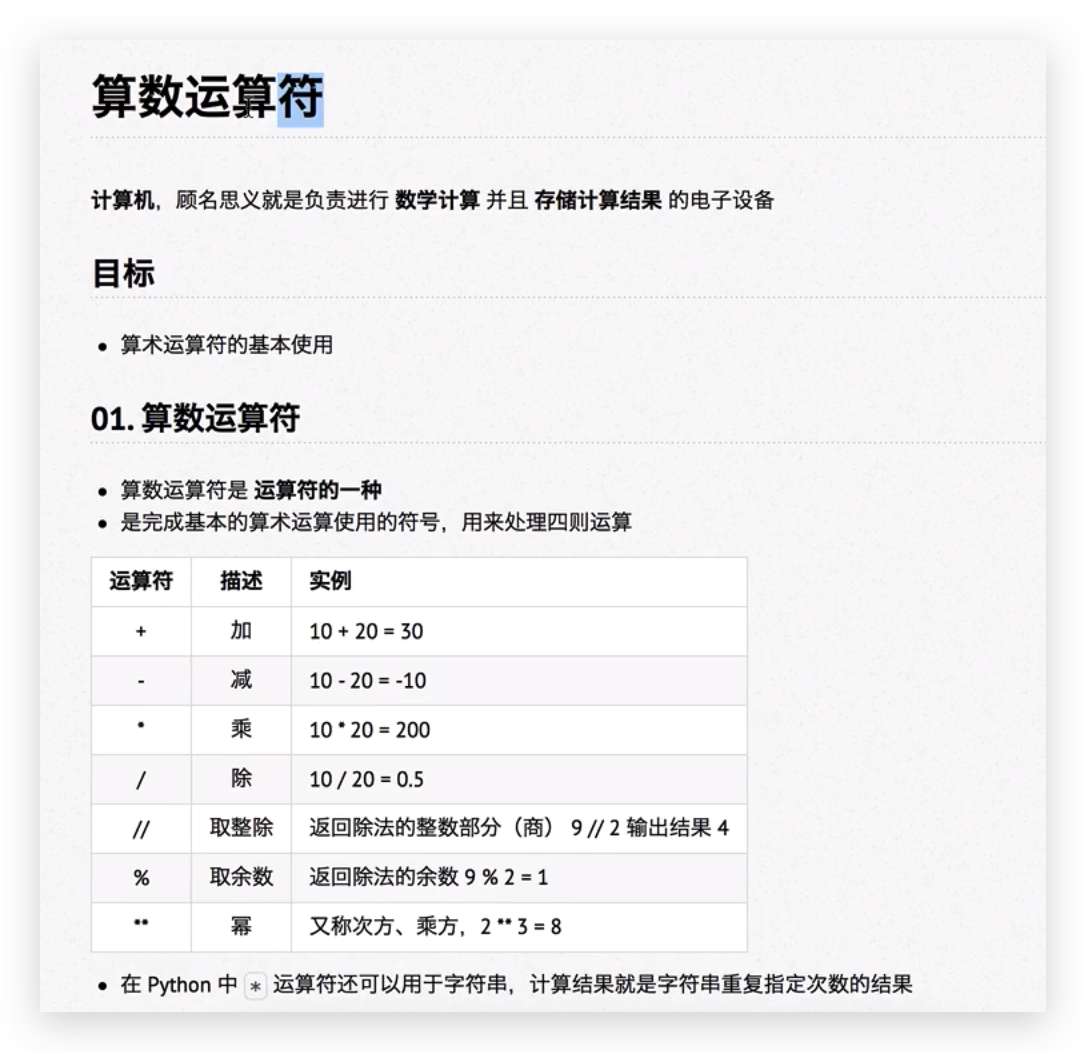 算数运算符
计算机，顾名思义就是负责进行 数学计算 并且 存储计算结果 的电子设备
目标
• 算术运算符的基本使用
01. 算数运算符
• 算数运算符是 运算符的一种
• 是完成基本的算术运算使用的符号，用来处理四则运算
运算符 描述 实例
+ 加 10 + 20 = 30
- 减 10 - 20 = -10
* 乘 10 * 20 = 200
/ 除 10 / 20 = 0.5
// 取整除 返回除法的整数部分（商） 9 // 2 输出结果 4
% 取余数 返回除法的余数 9 % 2 = 1
** 幂 又称次方、乘方，2 ** 3 = 8
• 在 Python 中 * 运算符还可以用于字符串，计算结果就是字符串重复指定次数的结果